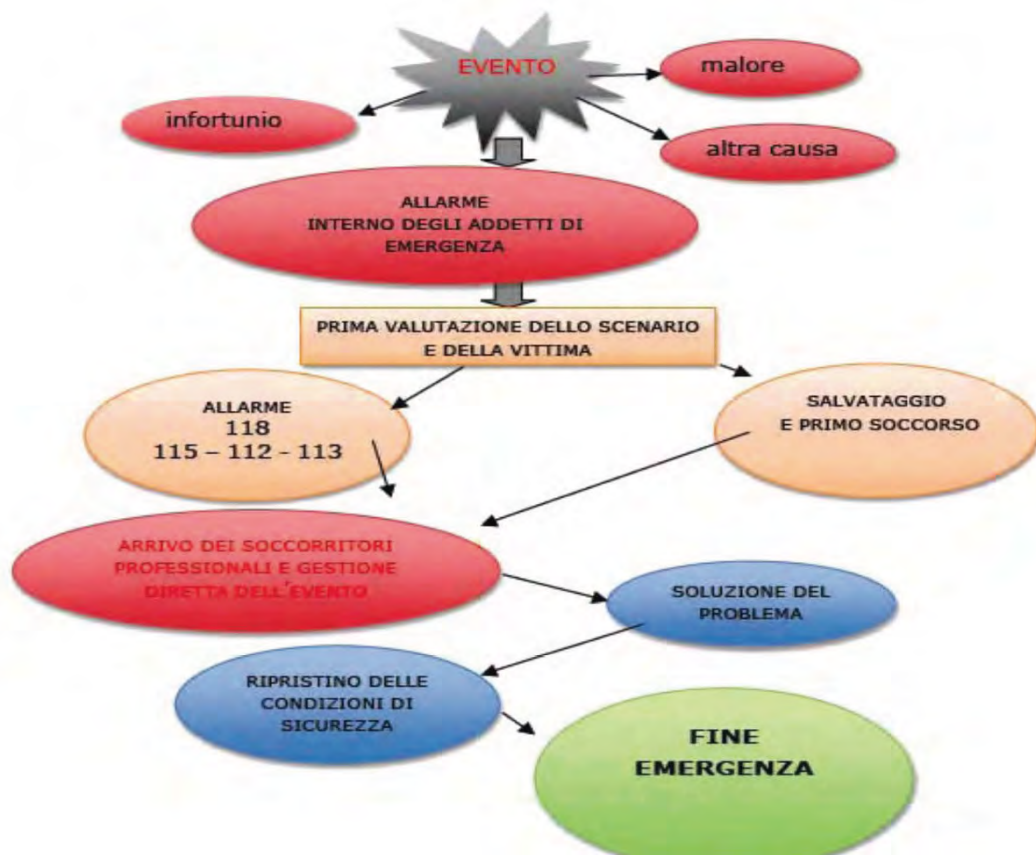 EVENTO
malore
infortunio
altra causa
ALLARME
INTERNO DEGLI ADDETTI DI
EMERGENZA
PRIMA VALUTAZIONE DELLO SCENARIO
E DELLA VITTIMA
ALLARME
118
115 – 112 - 113
SALVATAGGIO
E PRIMO SOCCORSO
ARRIVO DEI SOCCORRITORI
PROFESSIONALI E GESTIONE
DIRETTA DELL'EVENTO
SOLUZIONE DEL
PROBLEMA
RIPRISTINO DELLE
CONDIZIONI DI
SICUREZZA
FINE
EMERGENZA